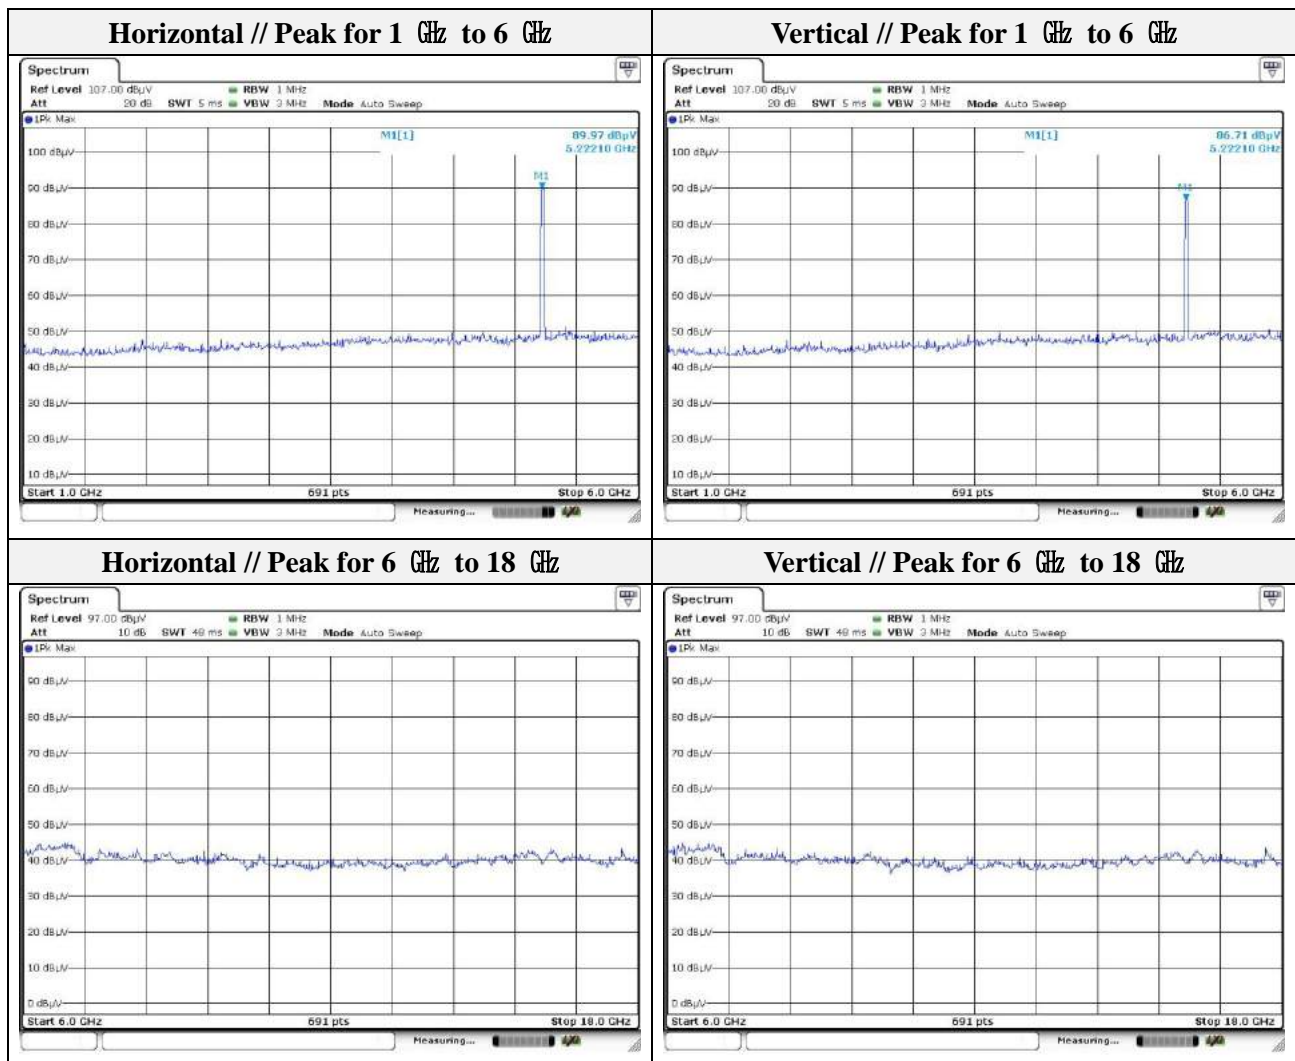 Horizontal // Peak for 1 ㎓ to 6 ㎓
Spectrum
Ref Level 107.00 dBµV RBW 1 MHz
Att 20 dB SWT 5 ms VBW 3 MHz Mode Auto Sweep
1Pk Max
M1[1] 89.97 dBµV
5.22210 GHz
100 dBµV
M1
90 dBµV
80 dBµV
70 dBµV
60 dBµV
50 dBµV
40 dBµV
30 dBµV
20 dBµV
10 dBµV
Start 1.0 GHz 691 pts Stop 6.0 GHz
Measuring...
Vertical // Peak for 1 ㎓ to 6 ㎓
Spectrum
Ref Level 107.00 dBµV RBW 1 MHz
Att 20 dB SWT 5 ms VBW 3 MHz Mode Auto Sweep
1Pk Max
M1[1] 86.71 dBµV
5.22210 GHz
100 dBµV
M1
90 dBµV
80 dBµV
70 dBµV
60 dBµV
50 dBµV
40 dBµV
30 dBµV
20 dBµV
10 dBµV
Start 1.0 GHz 691 pts Stop 6.0 GHz
Measuring...
Horizontal // Peak for 6 ㎓ to 18 ㎓
Spectrum
Ref Level 97.00 dBµV RBW 1 MHz
Att 10 dB SWT 48 ms VBW 3 MHz Mode Auto Sweep
1Pk Max
90 dBµV
80 dBµV
70 dBµV
60 dBµV
50 dBµV
40 dBµV
30 dBµV
20 dBµV
10 dBµV
0 dBµV
Start 6.0 GHz 691 pts Stop 18.0 GHz
Measuring...
Vertical // Peak for 6 ㎓ to 18 ㎓
Spectrum
Ref Level 97.00 dBµV RBW 1 MHz
Att 10 dB SWT 48 ms VBW 3 MHz Mode Auto Sweep
1Pk Max
90 dBµV
80 dBµV
70 dBµV
60 dBµV
50 dBµV
40 dBµV
30 dBµV
20 dBµV
10 dBµV
0 dBµV
Start 6.0 GHz 691 pts Stop 18.0 GHz
Measuring...